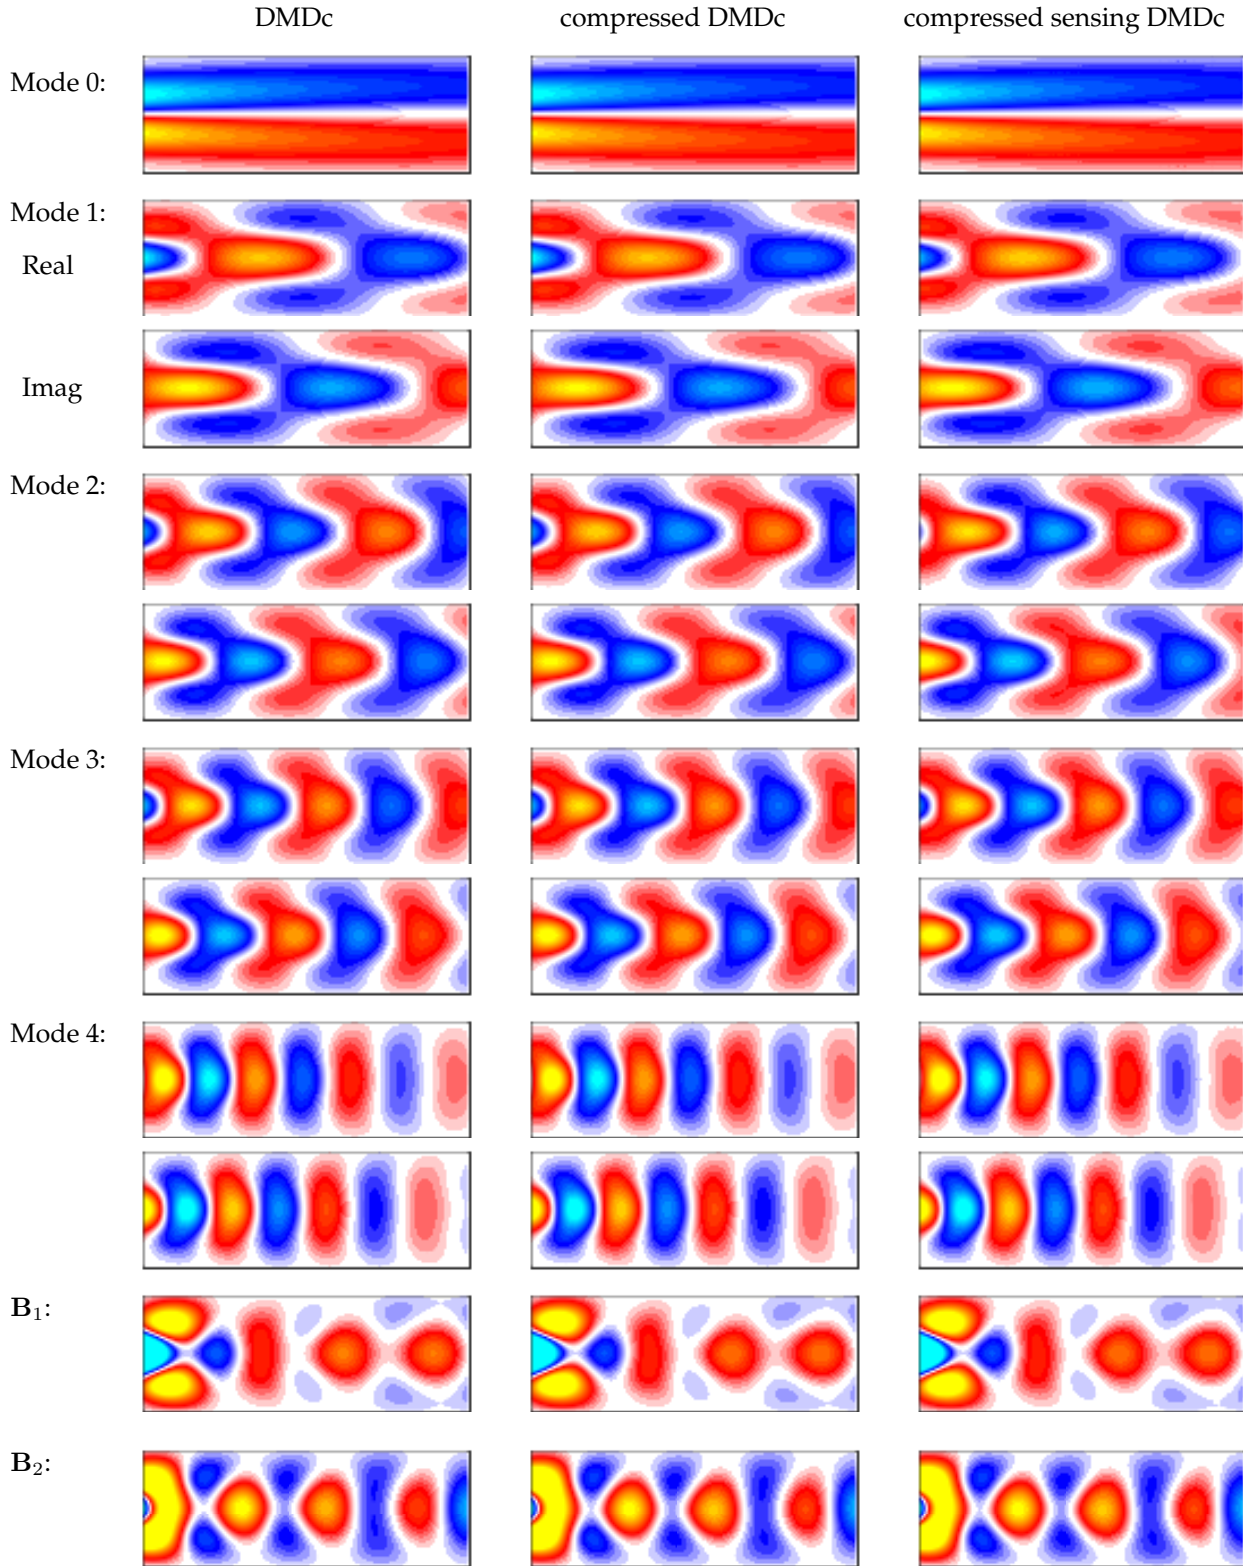 DMDc compressed DMDc compressed sensing DMDc
Mode 0:
Mode 1:
Real
Imag
Mode 2:
Mode 3:
Mode 4:
B₁:
B₂: